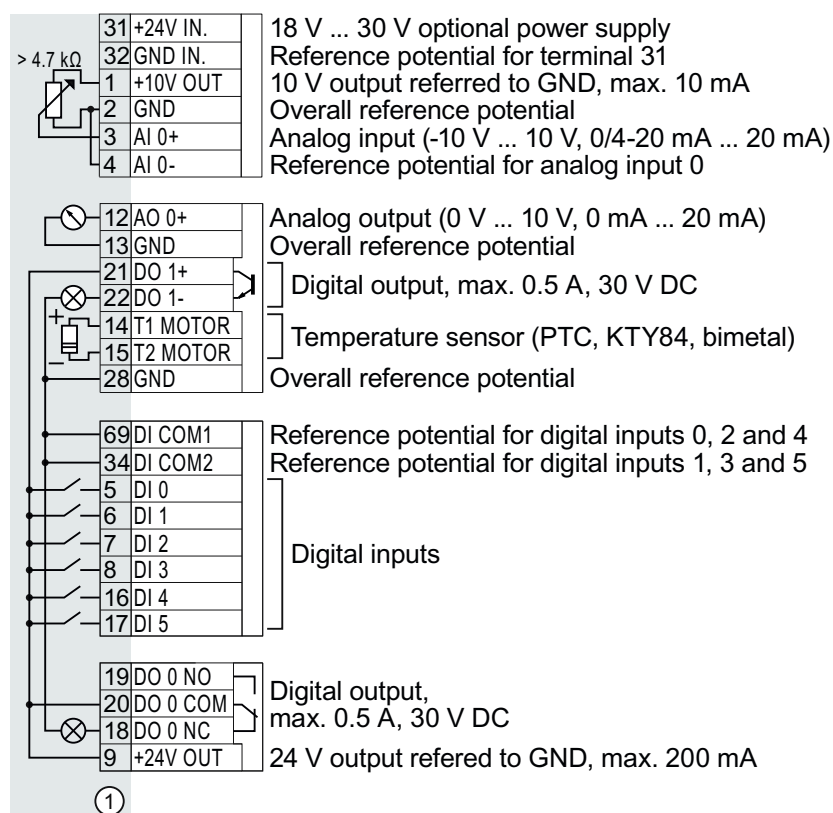 31 +24V IN. 18 V ... 30 V optional power supply
> 4.7 kΩ 32 GND IN. Reference potential for terminal 31
1 +10V OUT 10 V output referred to GND, max. 10 mA
2 GND Overall reference potential
3 AI 0+ Analog input (-10 V ... 10 V, 0/4-20 mA ... 20 mA)
4 AI 0- Reference potential for analog input 0
12 AO 0+ Analog output (0 V ... 10 V, 0 mA ... 20 mA)
13 GND Overall reference potential
21 DO 1+
Digital output, max. 0.5 A, 30 V DC
22 DO 1-
+ 14 T1 MOTOR
Temperature sensor (PTC, KTY84, bimetal)
– 15 T2 MOTOR
28 GND Overall reference potential
69 DI COM1 Reference potential for digital inputs 0, 2 and 4
34 DI COM2 Reference potential for digital inputs 1, 3 and 5
5 DI 0
6 DI 1
7 DI 2
Digital inputs
8 DI 3
16 DI 4
17 DI 5
19 DO 0 NO
Digital output,
20 DO 0 COM
max. 0.5 A, 30 V DC
18 DO 0 NC
9 +24V OUT 24 V output refered to GND, max. 200 mA
①